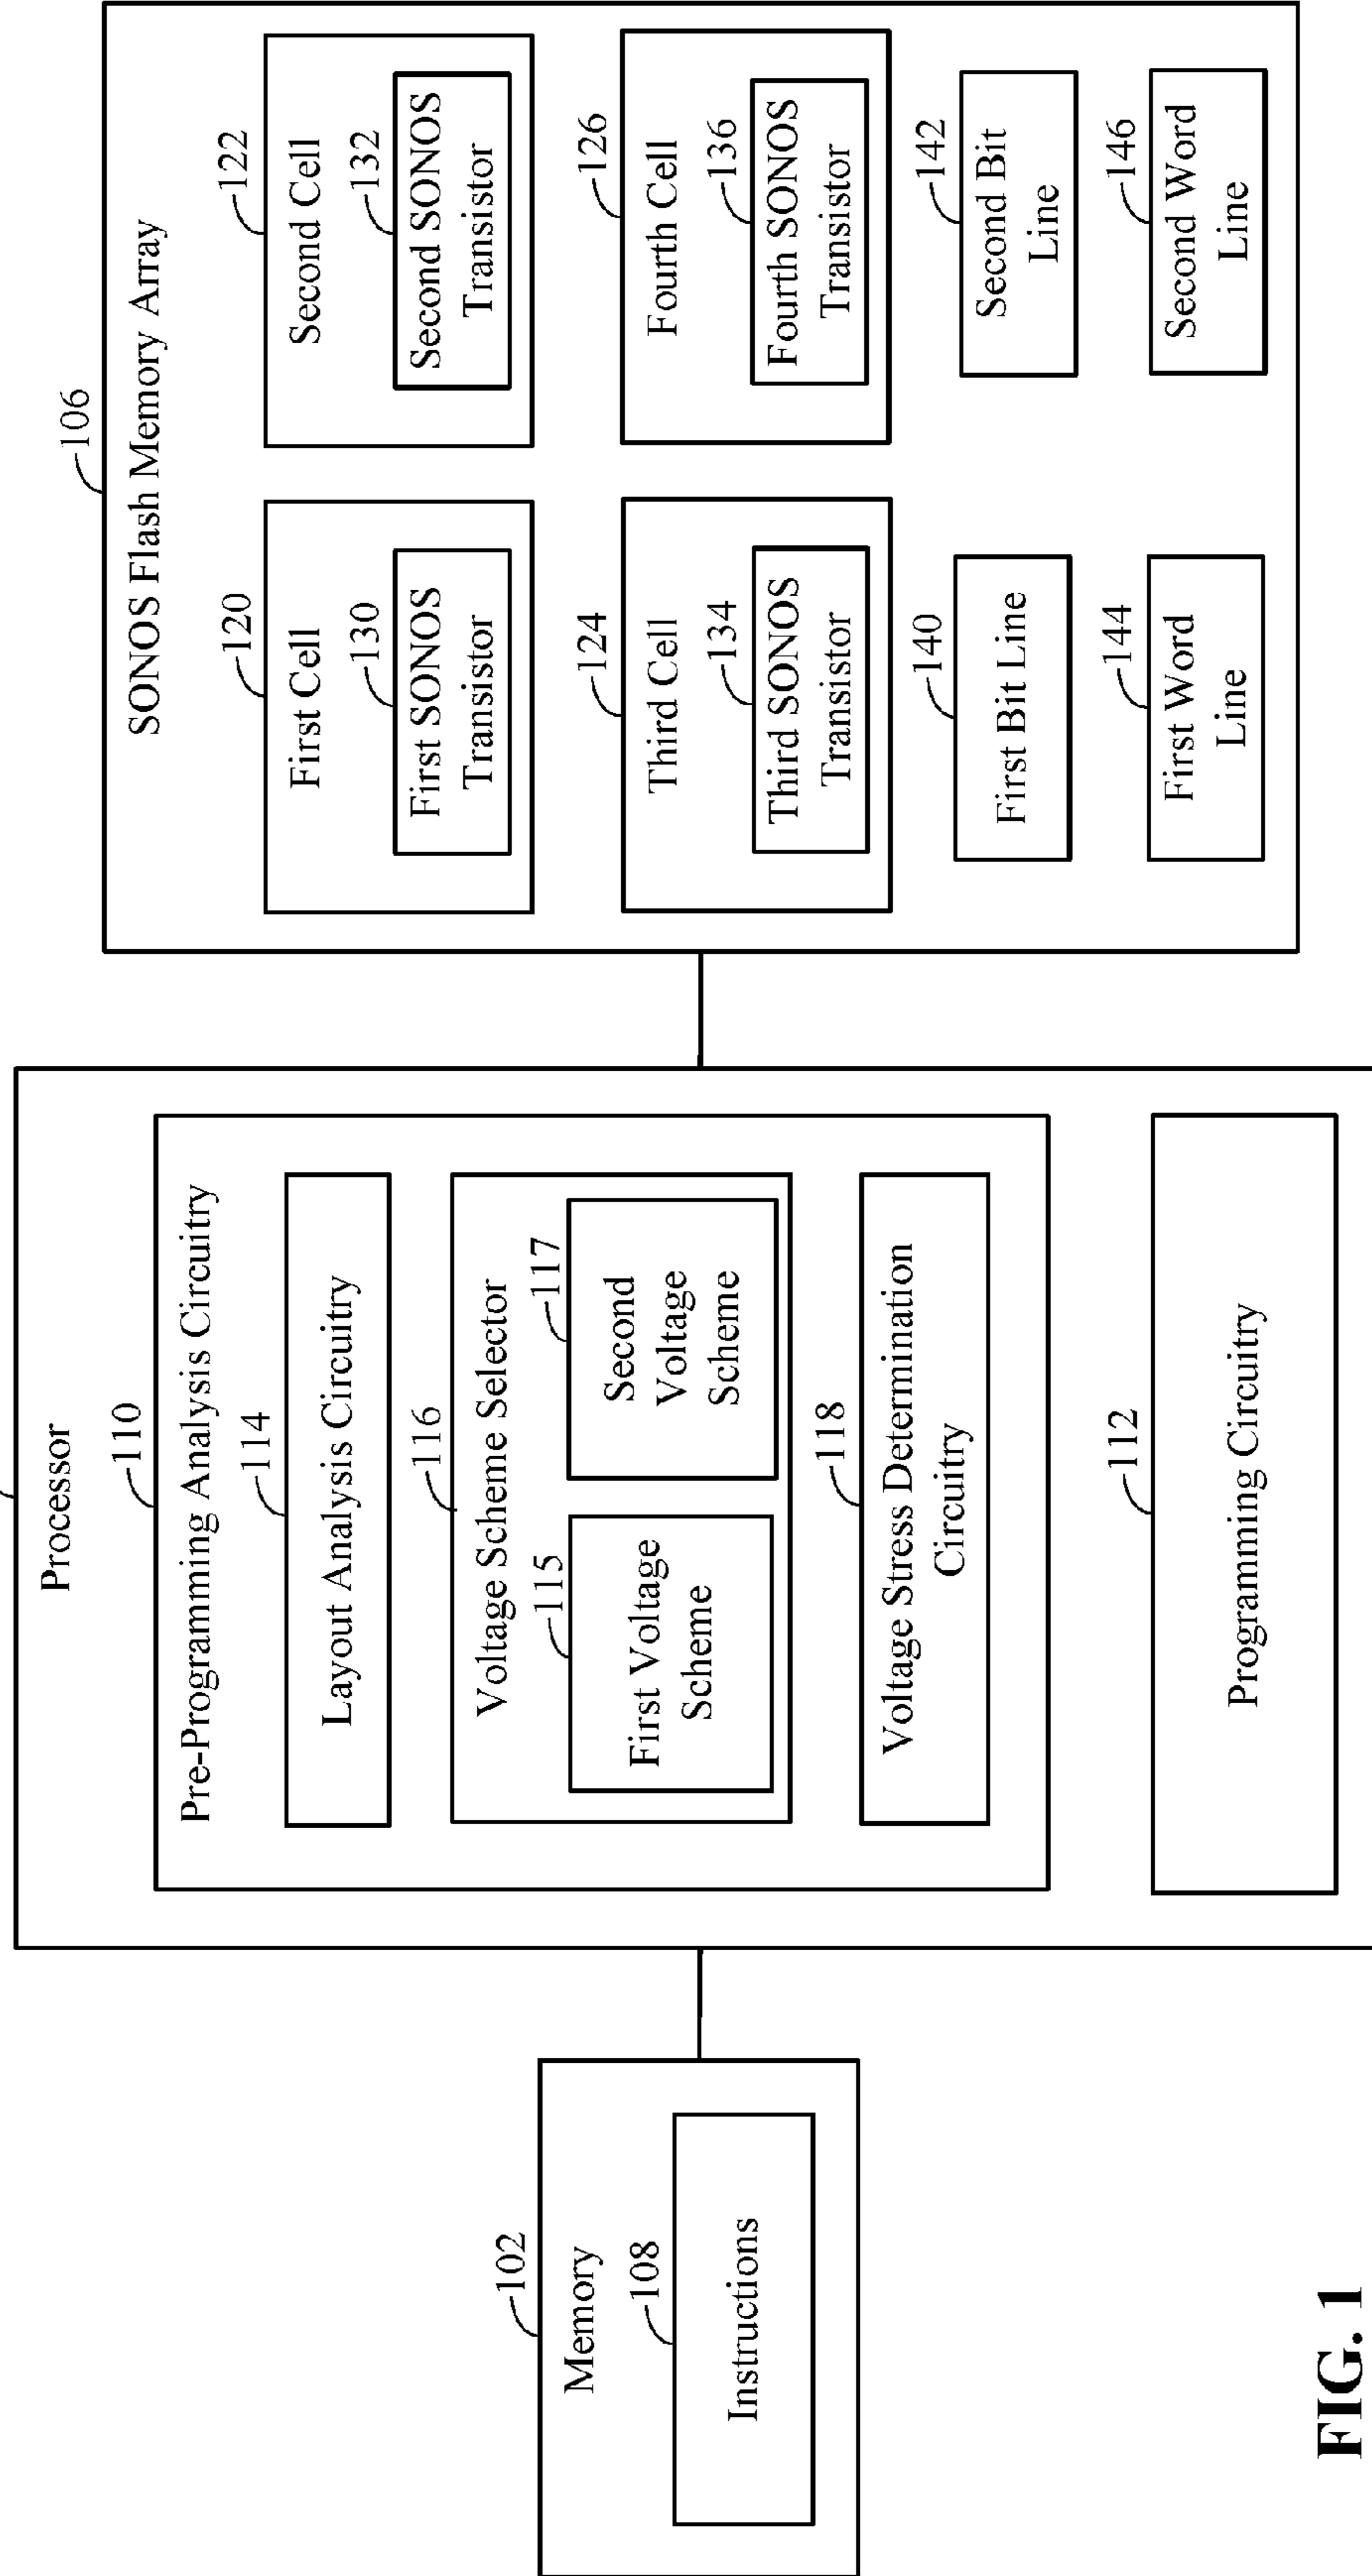 102
Memory
108
Instructions
Processor
110
Pre-Programming Analysis Circuitry
114
Layout Analysis Circuitry
116
Voltage Scheme Selector
115
First Voltage
Scheme
117
Second
Voltage
Scheme
118
Voltage Stress Determination
Circuitry
112
Programming Circuitry
106
SONOS Flash Memory Array
120
First Cell
130
First SONOS
Transistor
122
Second Cell
132
Second SONOS
Transistor
124
Third Cell
134
Third SONOS
Transistor
126
Fourth Cell
136
Fourth SONOS
Transistor
140
First Bit Line
142
Second Bit
Line
144
First Word
Line
146
Second Word
Line
FIG. 1